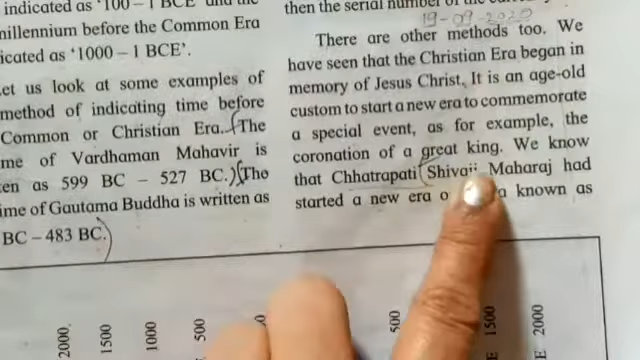 indicated as '100 – 1 BCE' and the
millennium before the Common Era
icated as '1000 – 1 BCE'.
et us look at some examples of
method of indicating time before
Common or Christian Era. The
me of Vardhaman Mahavir is
en as 599 BC – 527 BC. The
ime of Gautama Buddha is written as
BC – 483 BC.
then the serial number of the
19-09-2020
There are other methods too. We
have seen that the Christian Era began in
memory of Jesus Christ. It is an age-old
custom to start a new era to commemorate
a special event, as for example, the
coronation of a great king. We know
that Chhatrapati Shivaji Maharaj had
started a new era known as
2000
1500
1000
500
500
1500
2000